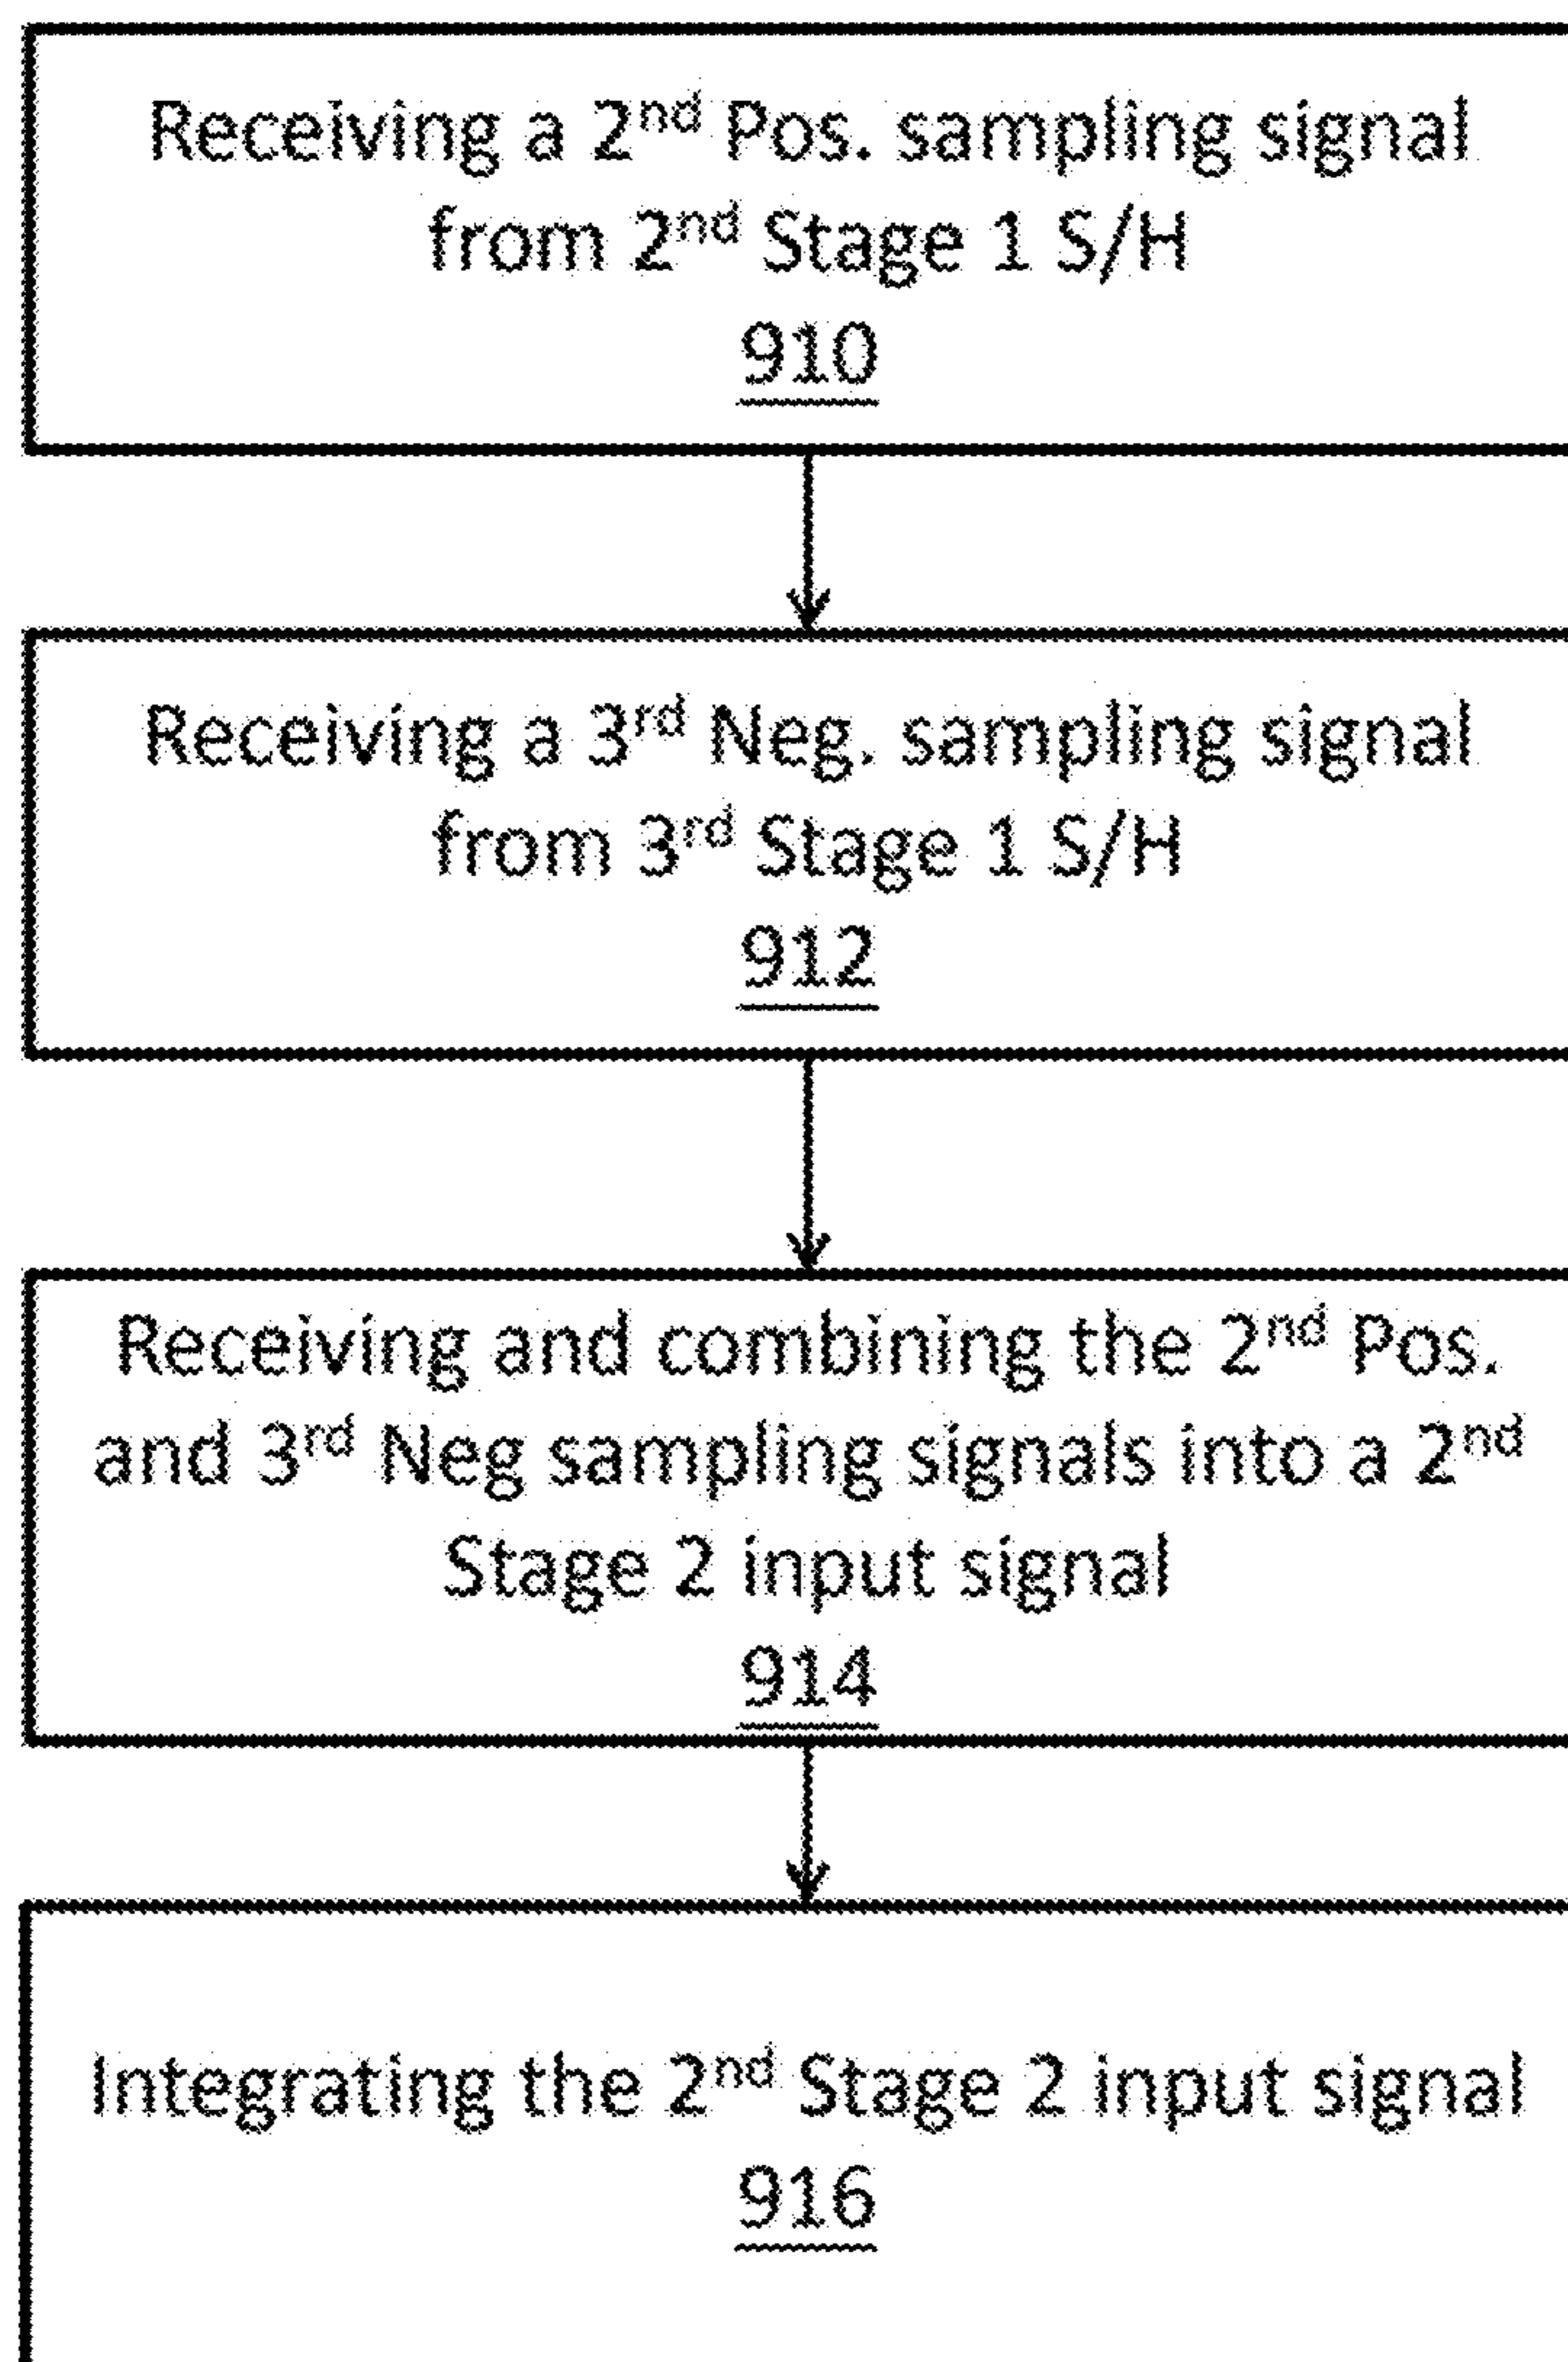 Receiving a 2nd Pos. sampling signal
from 2nd Stage 1 S/H
910
Receiving a 3rd Neg. sampling signal
from 3rd Stage 1 S/H
912
Receiving and combining the 2nd Pos.
and 3rd Neg sampling signals into a 2nd
Stage 2 input signal
914
Integrating the 2nd Stage 2 input signal
916